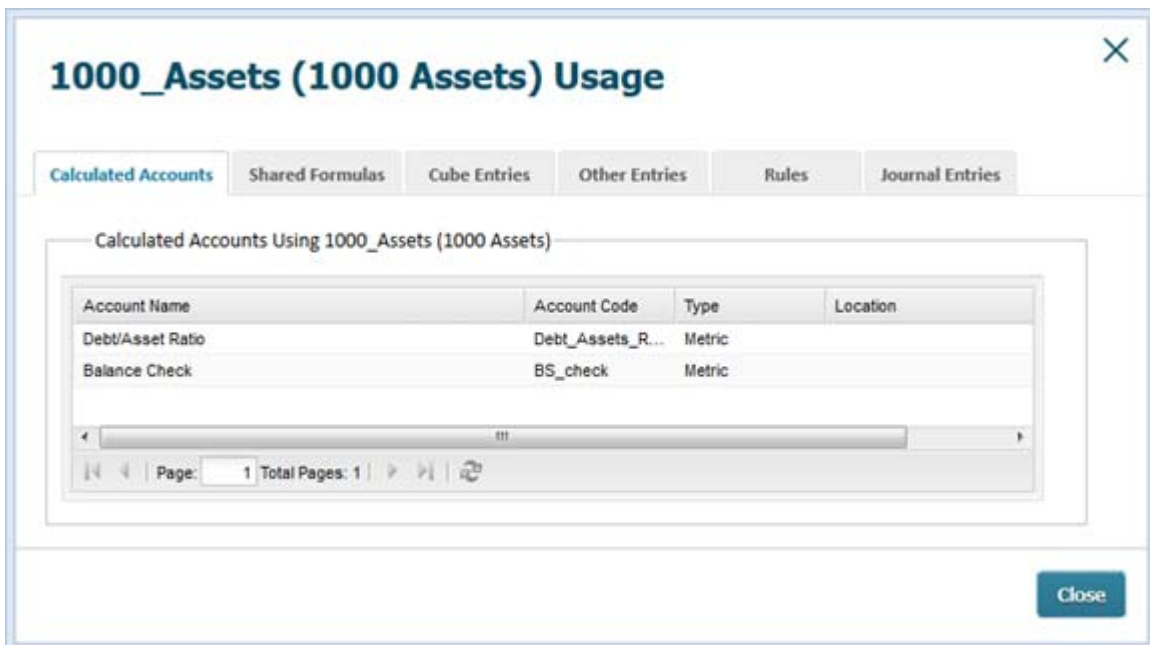 1000_Assets (1000 Assets) Usage
Calculated Accounts Shared Formulas Cube Entries Other Entries Rules Journal Entries
Calculated Accounts Using 1000_Assets (1000 Assets)
Account Name Account Code Type Location
Debt/Asset Ratio Debt_Assets_R... Metric
Balance Check BS_check Metric
Page: 1 Total Pages: 1
Close